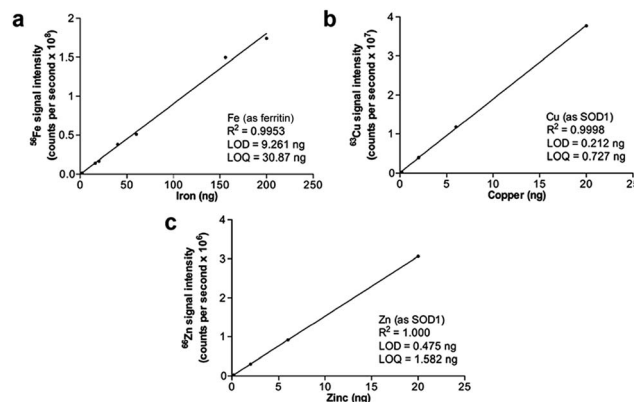 a
⁵⁶Fe signal intensity
(counts per second x 10⁸)
2.0
1.5
1.0
0.5
0.0
Fe (as ferritin)
R² = 0.9953
LOD = 9.261 ng
LOQ = 30.87 ng
0 50 100 150 200 250
Iron (ng)
b
⁶³Cu signal intensity
(counts per second x 10⁷)
4
3
2
1
0
Cu (as SOD1)
R² = 0.9998
LOD = 0.212 ng
LOQ = 0.727 ng
0 5 10 15 20 25
Copper (ng)
c
⁶⁶Zn signal intensity
(counts per second x 10⁶)
4
3
2
1
0
Zn (as SOD1)
R² = 1.000
LOD = 0.475 ng
LOQ = 1.582 ng
0 5 10 15 20 25
Zinc (ng)